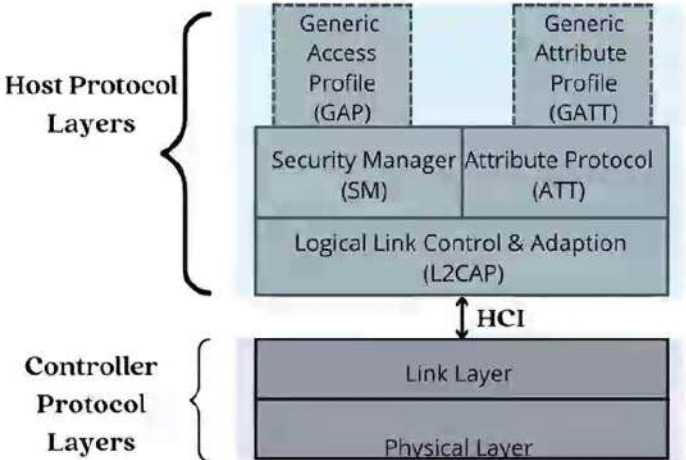 Host Protocol
Layers
Generic
Access
Profile
(GAP)
Generic
Attribute
Profile
(GATT)
Security Manager
(SM)
Attribute Protocol
(ATT)
Logical Link Control & Adaption
(L2CAP)
HCI
Controller
Protocol
Layers
Link Layer
Physical Layer